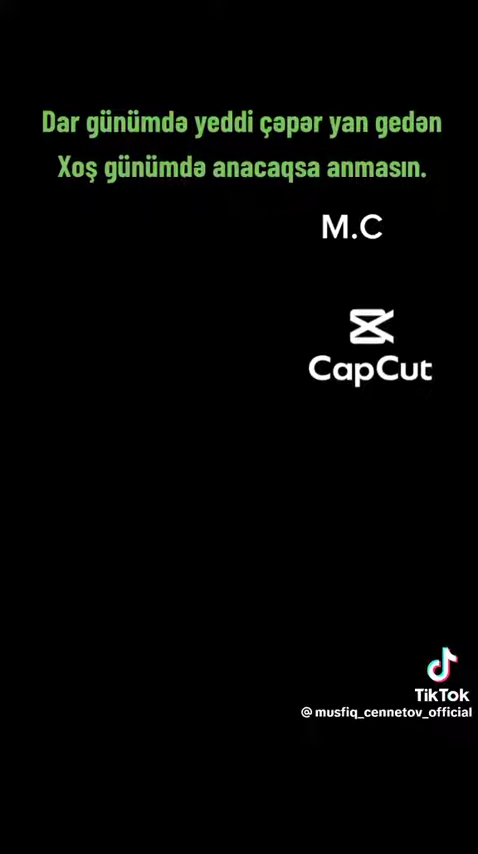 Dar günümdə yeddi çəpər yan gedən
Xoş günümdə anacaqsa anmasın.
M.C
CapCut
TikTok
@musfiq_cennetov_official